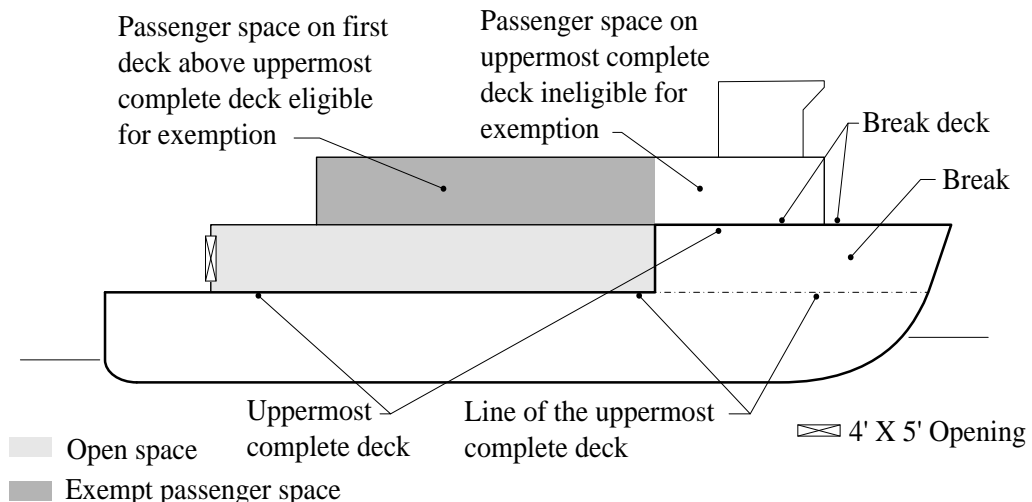 Passenger space on first
deck above uppermost
complete deck eligible
for exemption
Passenger space on
uppermost complete
deck ineligible for
exemption
Break deck
Break
Uppermost
complete deck
Line of the uppermost
complete deck
4' X 5' Opening
Open space
Exempt passenger space